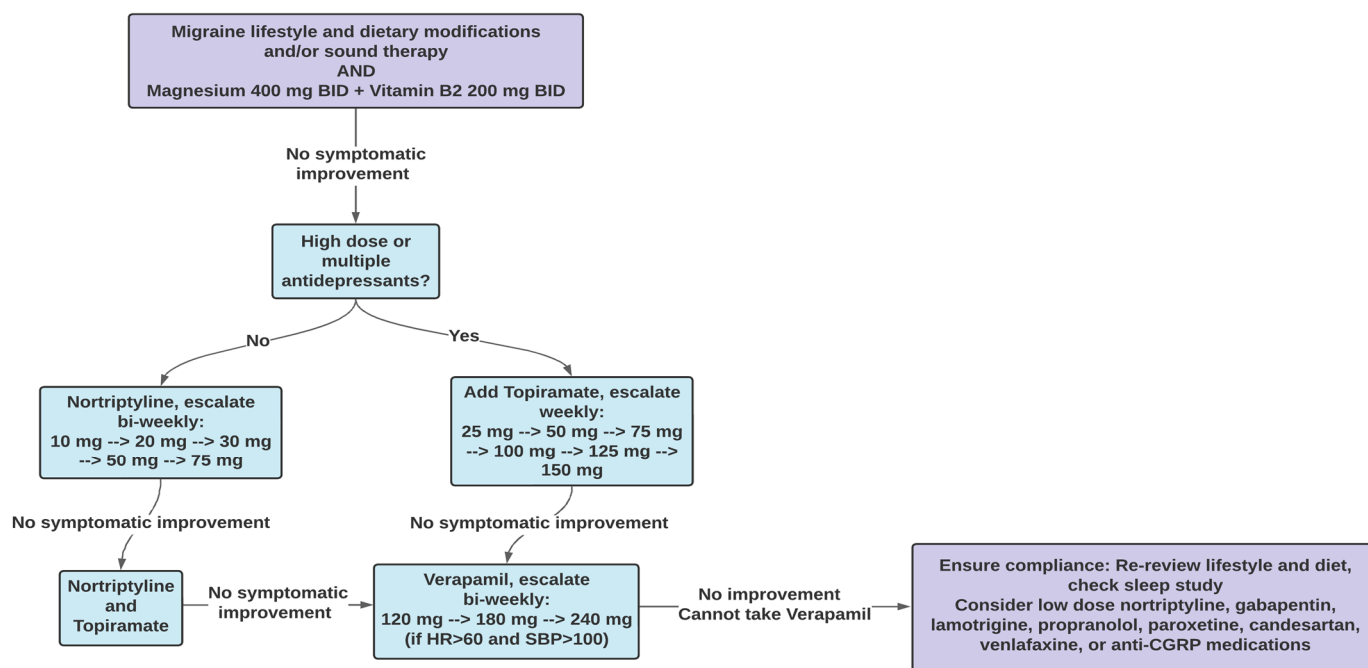 Migraine lifestyle and dietary modifications
and/or sound therapy
AND
Magnesium 400 mg BID + Vitamin B2 200 mg BID
No symptomatic
improvement
High dose or
multiple
antidepressants?
No
Yes
Nortriptyline, escalate
bi-weekly:
10 mg --> 20 mg --> 30 mg
--> 50 mg --> 75 mg
Add Topiramate, escalate
weekly:
25 mg --> 50 mg --> 75 mg
--> 100 mg --> 125 mg -->
150 mg
No symptomatic improvement
No symptomatic improvement
Nortriptyline
and
Topiramate
No symptomatic
improvement
Verapamil, escalate
bi-weekly:
120 mg --> 180 mg --> 240 mg
(if HR>60 and SBP>100)
No improvement
Cannot take Verapamil
Ensure compliance: Re-review lifestyle and diet,
check sleep study
Consider low dose nortriptyline, gabapentin,
lamotrigine, propranolol, paroxetine, candesartan,
venlafaxine, or anti-CGRP medications